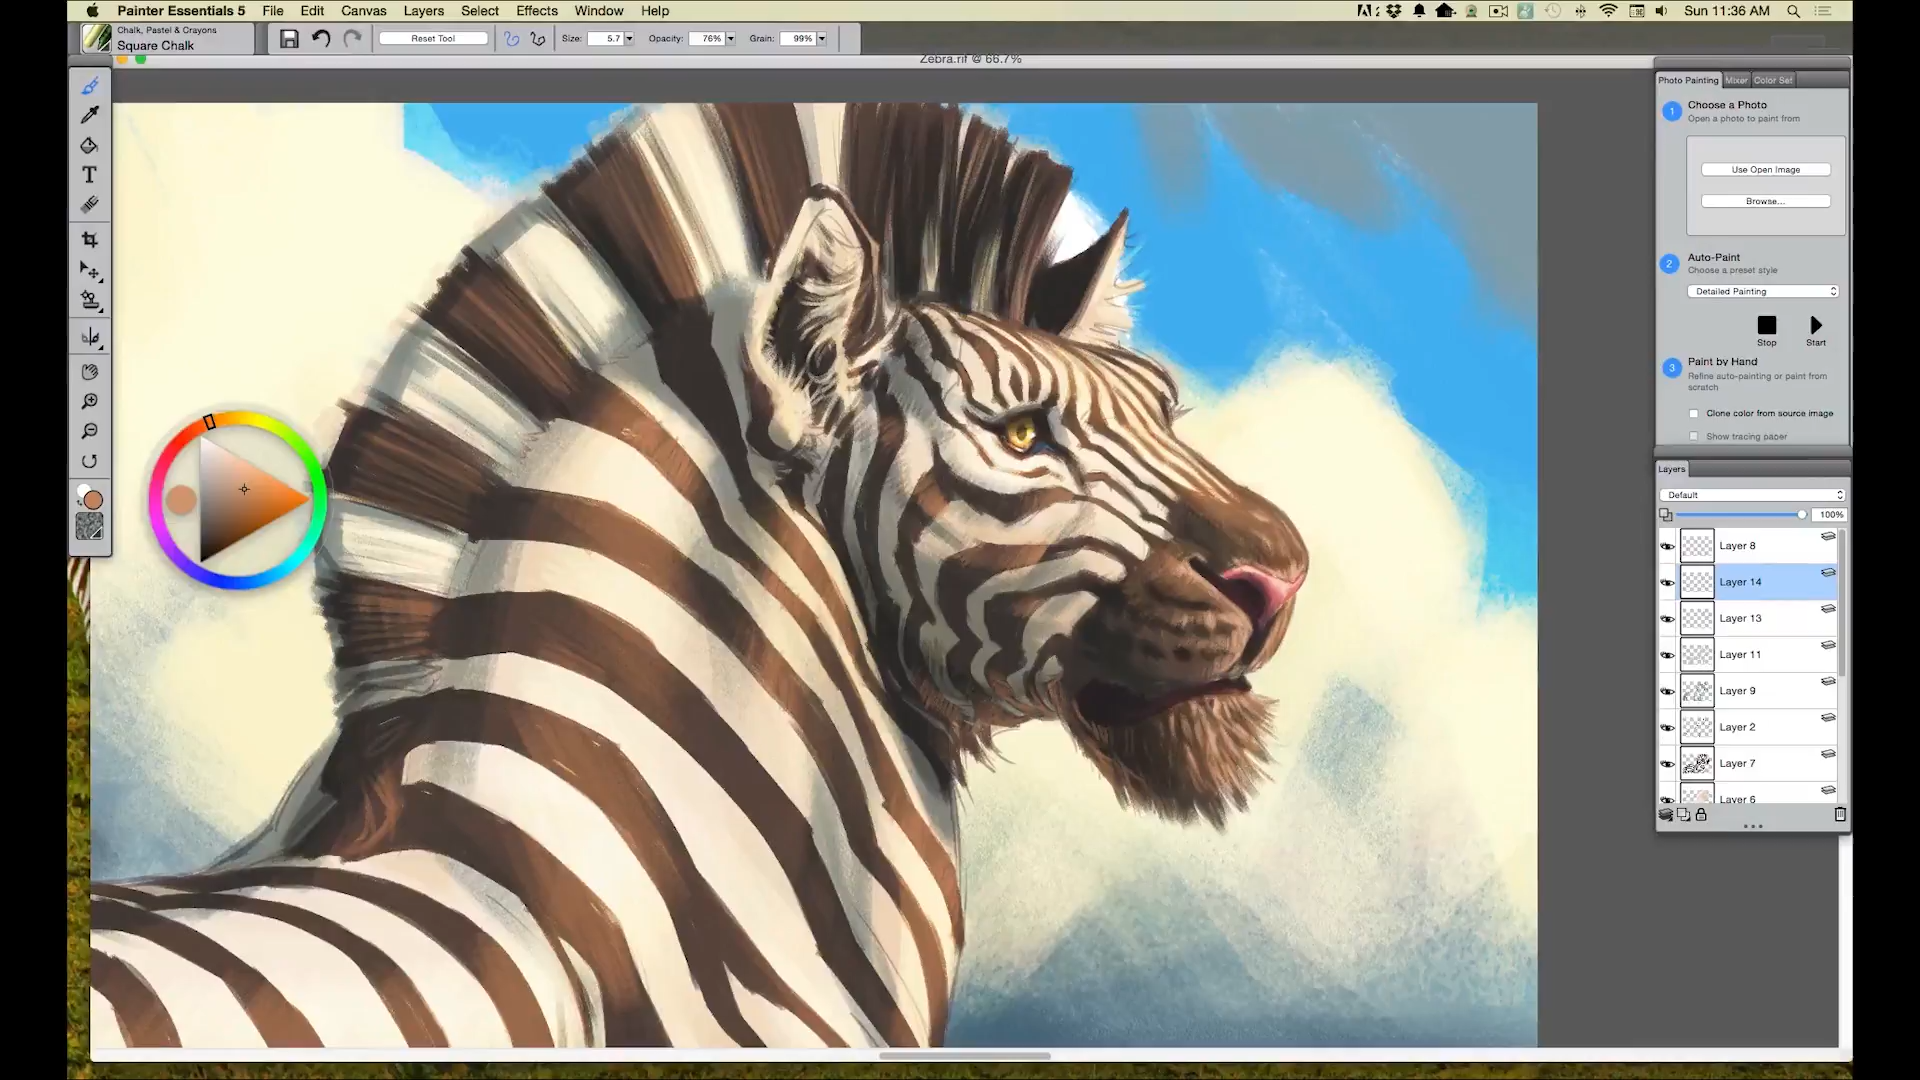 Painter Essentials 5 File Edit Canvas Layers Select Effects Window Help
Sun 11:36 AM
Chalk, Pastel & Crayons
Square Chalk
Reset Tool
Size: 5.7
Opacity: 76%
Grain: 99%
Zebra.rif @ 66.7%
T
Photo Painting Mixer Color Set
1 Choose a Photo
Open a photo to paint from
Use Open Image
Browse...
2 Auto-Paint
Choose a preset style
Detailed Painting
Stop Start
3 Paint by Hand
Refine auto-painting or paint from
scratch
Clone color from source image
Show tracing paper
Layers
Default
100%
Layer 8
Layer 14
Layer 13
Layer 11
Layer 9
Layer 2
Layer 7
Layer 6